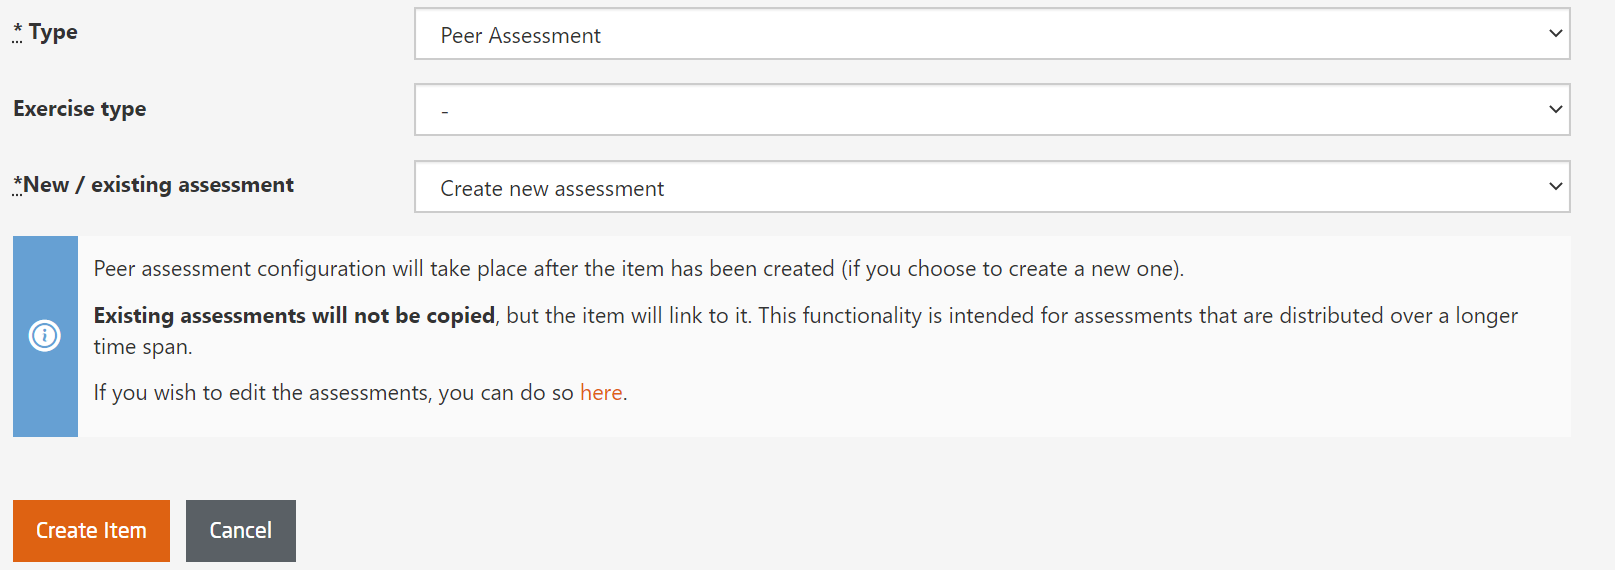 * Type
Peer Assessment
Exercise type
-
*New / existing assessment
Create new assessment
Peer assessment configuration will take place after the item has been created (if you choose to create a new one).
Existing assessments will not be copied, but the item will link to it. This functionality is intended for assessments that are distributed over a longer
time span.
If you wish to edit the assessments, you can do so here.
Create Item
Cancel